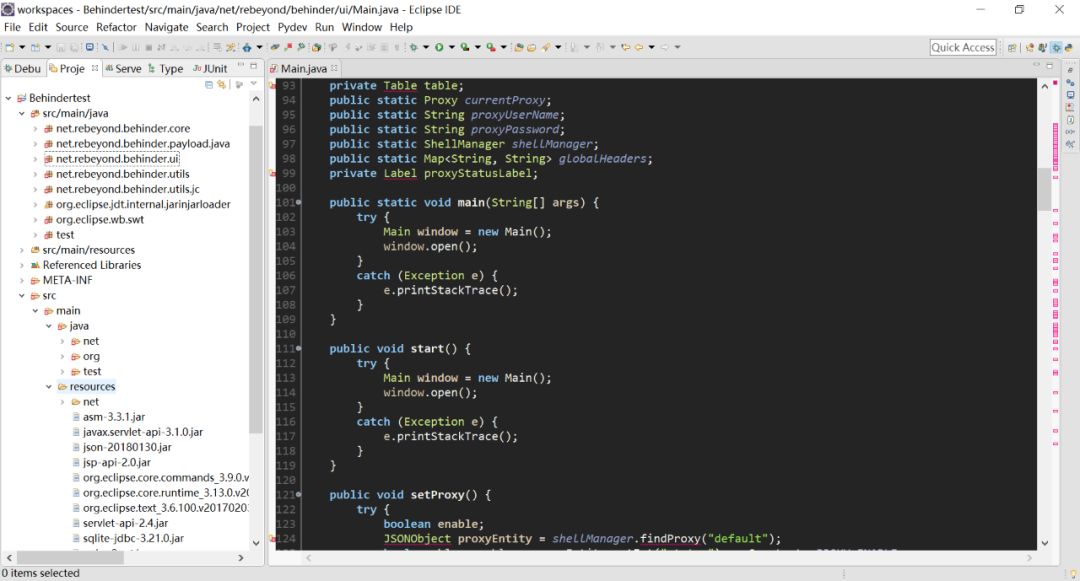 workspaces - Behindertest/src/main/java/net/rebeyond/behinder/ui/Main.java - Eclipse IDE
File Edit Source Refactor Navigate Search Project Pydev Run Window Help
Quick Access
Debu Proje Serve Type JUnit
Main.java
Behindertest
src/main/java
net.rebeyond.behinder.core
net.rebeyond.behinder.payload.java
net.rebeyond.behinder.ui
net.rebeyond.behinder.utils
net.rebeyond.behinder.utils.jc
org.eclipse.jdt.internal.jarinjarloader
org.eclipse.wb.swt
test
src/main/resources
Referenced Libraries
META-INF
src
main
java
net
org
test
resources
net
asm-3.3.1.jar
javax.servlet-api-3.1.0.jar
json-20180130.jar
jsp-api-2.0.jar
org.eclipse.core.commands_3.9.0.v
org.eclipse.core.runtime_3.13.0.v20
org.eclipse.text_3.6.100.v2017020
servlet-api-2.4.jar
sqlite-jdbc-3.21.0.jar
93 private Table table;
94 public static Proxy currentProxy;
95 public static String proxyUserName;
96 public static String proxyPassword;
97 public static ShellManager shellManager;
98 public static Map<String, String> globalHeaders;
99 private Label proxyStatusLabel;
100
101 public static void main(String[] args) {
102 try {
103 Main window = new Main();
104 window.open();
105 }
106 catch (Exception e) {
107 e.printStackTrace();
108 }
109 }
110
111 public void start() {
112 try {
113 Main window = new Main();
114 window.open();
115 }
116 catch (Exception e) {
117 e.printStackTrace();
118 }
119 }
120
121 public void setProxy() {
122 try {
123 boolean enable;
124 JSONObject proxyEntity = shellManager.findProxy("default");
0 items selected